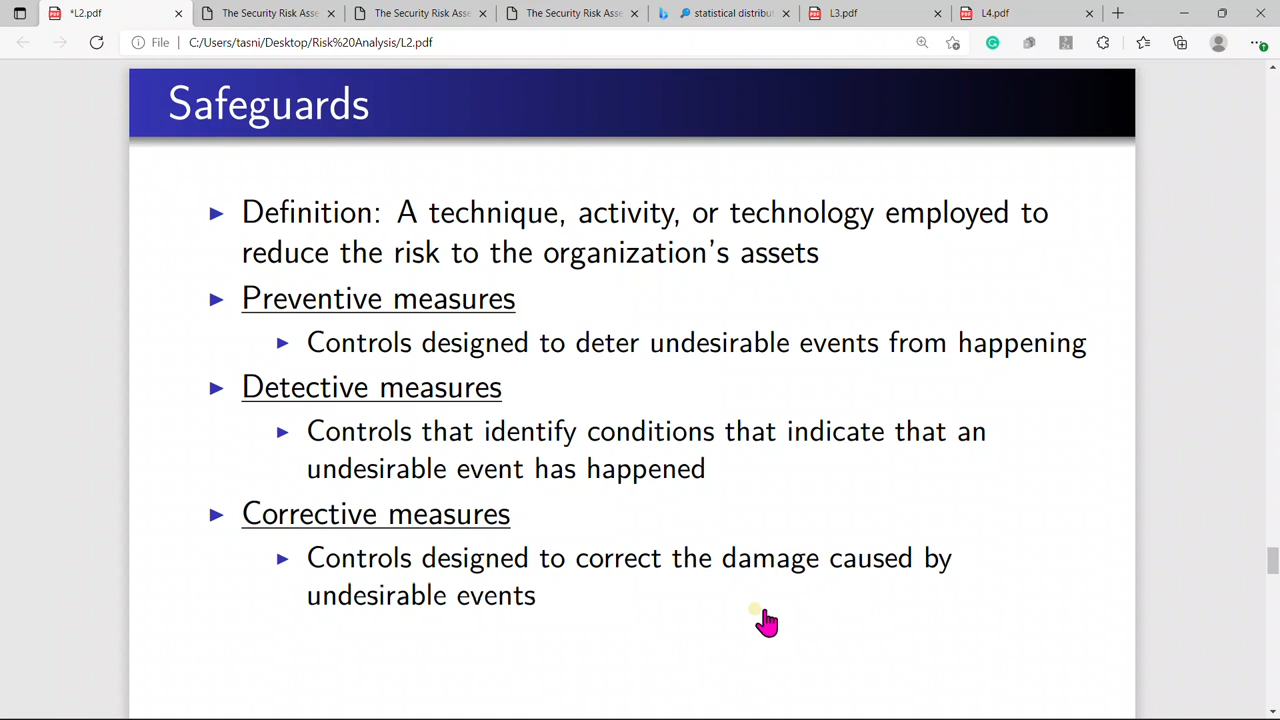 *L2.pdf
The Security Risk Asse
The Security Risk Asse
The Security Risk Asse
statistical distribut
L3.pdf
L4.pdf
File
C:/Users/tasni/Desktop/Risk%20Analysis/L2.pdf
Safeguards
Definition: A technique, activity, or technology employed to
reduce the risk to the organization's assets
Preventive measures
Controls designed to deter undesirable events from happening
Detective measures
Controls that identify conditions that indicate that an
undesirable event has happened
Corrective measures
Controls designed to correct the damage caused by
undesirable events